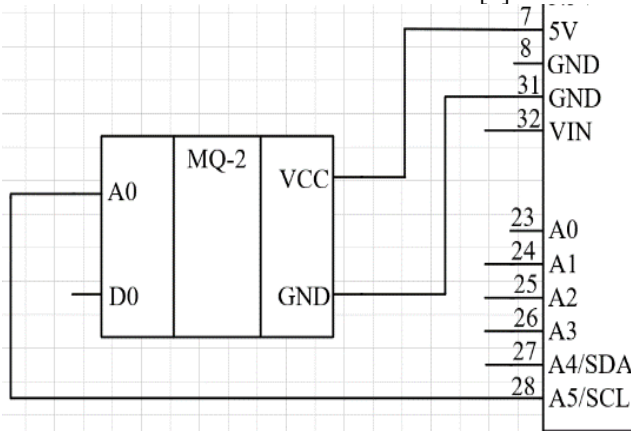 7
5V
8
GND
31
GND
32
VIN
MQ-2
VCC
A0
D0
GND
23
A0
24
A1
25
A2
26
A3
27
A4/SDA
28
A5/SCL